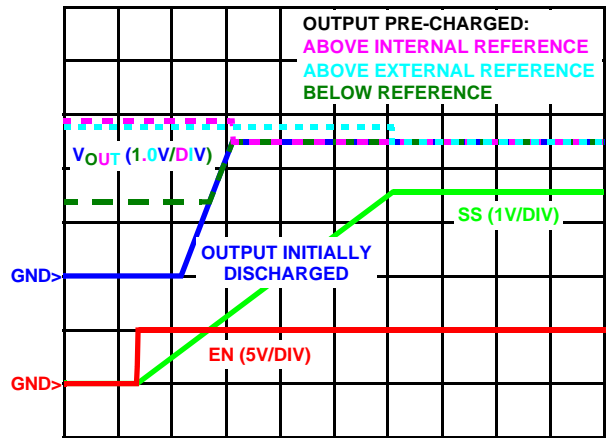 OUTPUT PRE-CHARGED:
ABOVE INTERNAL REFERENCE
ABOVE EXTERNAL REFERENCE
BELOW REFERENCE
VOUT (1.0V/DIV)
SS (1V/DIV)
OUTPUT INITIALLY
DISCHARGED
GND>
EN (5V/DIV)
GND>